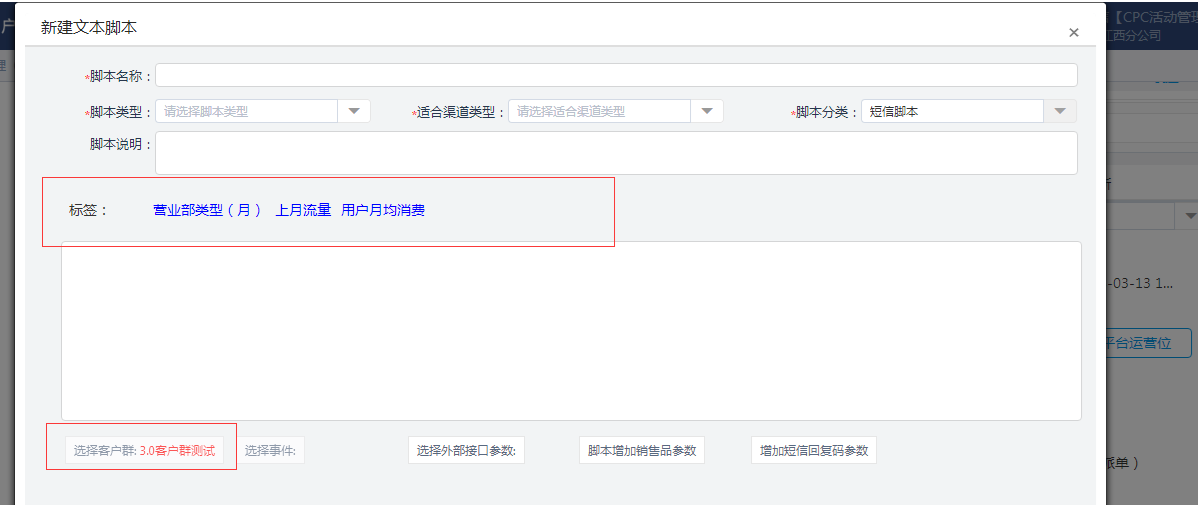 新建文本脚本
×
户
【CPC活动管理
江西分公司
理
*脚本名称：
*脚本类型： 请选择脚本类型 *适合渠道类型： 请选择适合渠道类型 *脚本分类： 短信脚本
脚本说明：
标签： 营业部类型（月） 上月流量 用户月均消费
-03-13 1...
平台运营位
选择客户群: 3.0客户群测试 选择事件: 选择外部接口参数: 脚本增加销售品参数 增加短信回复码参数
派单）